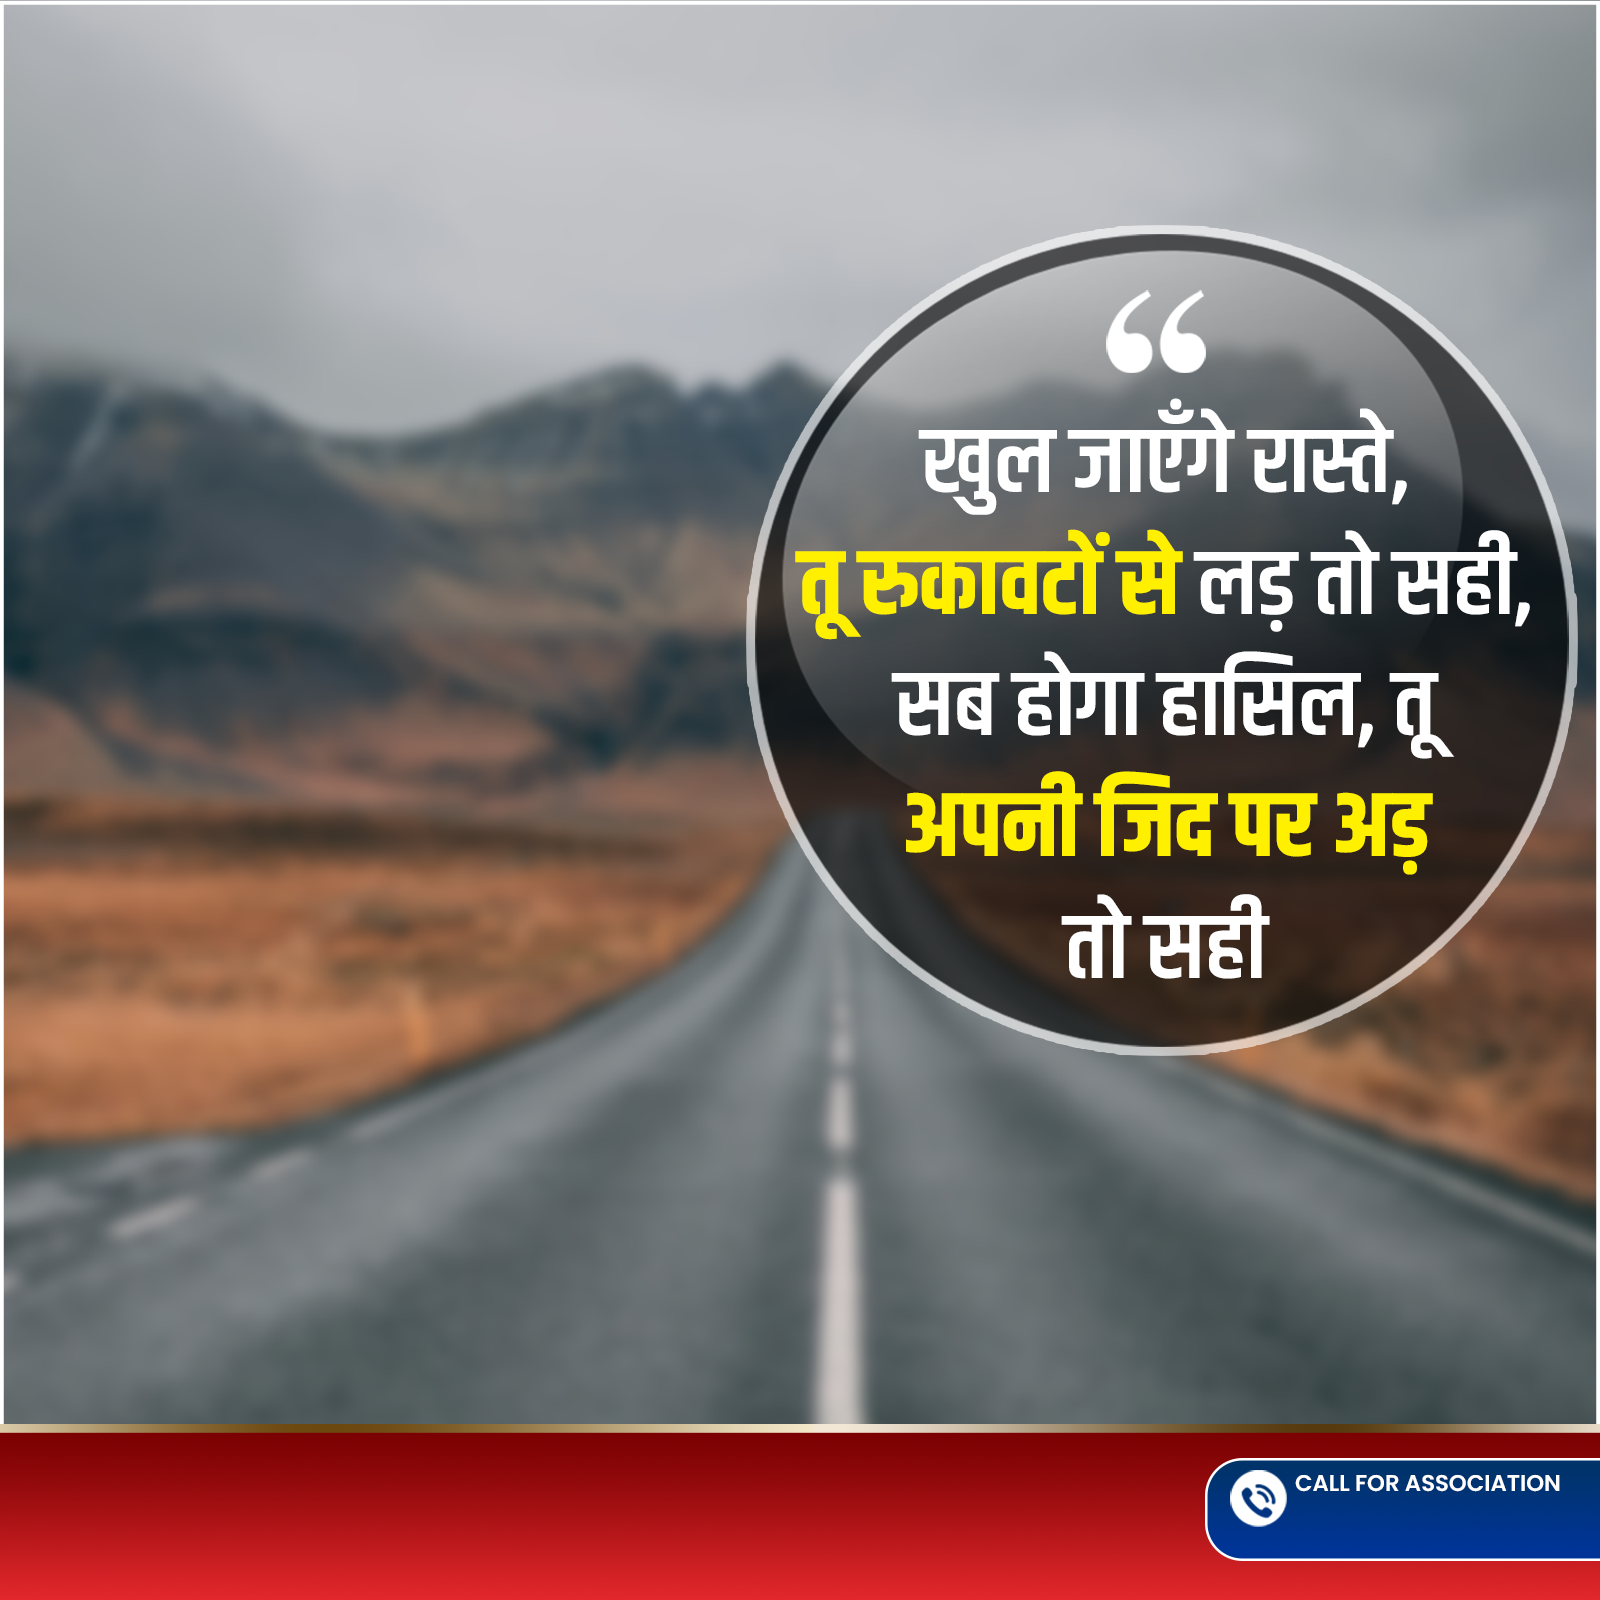 “
खुल जाएँगे रास्ते,
तू रुकावटों से लड़ तो सही,
सब होगा हासिल, तू
अपनी जिद पर अड़
तो सही
CALL FOR ASSOCIATION